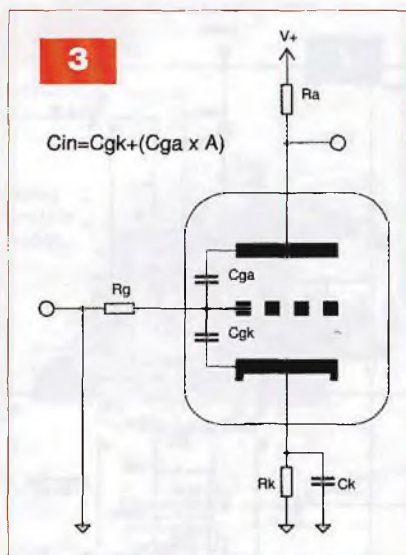 3
V+
Ra
Cin=Cgk+(Cga x A)
Cga
Rg
Cgk
Rk
Ck